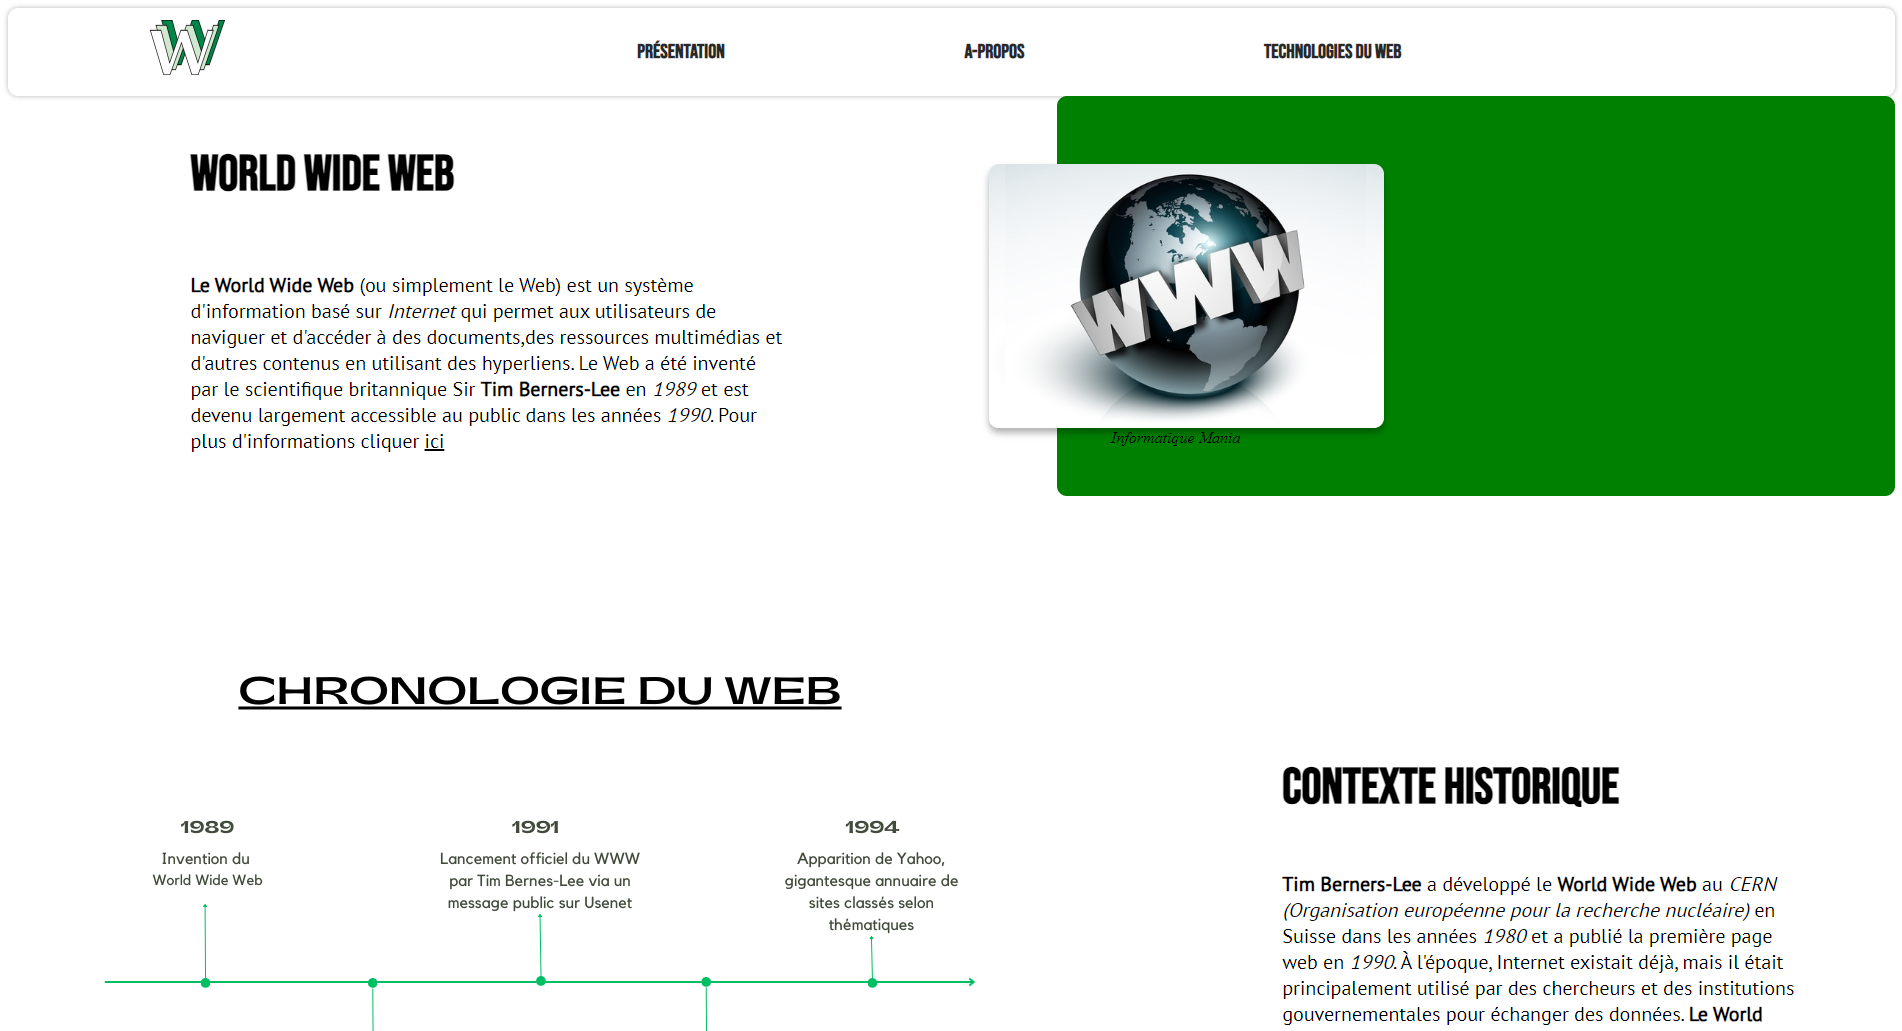 PRÉSENTATION
A-PROPOS
TECHNOLOGIES DU WEB
WORLD WIDE WEB
Le World Wide Web (ou simplement le Web) est un système
d'information basé sur Internet qui permet aux utilisateurs de
naviguer et d'accéder à des documents,des ressources multimédias et
d'autres contenus en utilisant des hyperliens. Le Web a été inventé
par le scientifique britannique Sir Tim Berners-Lee en 1989 et est
devenu largement accessible au public dans les années 1990. Pour
plus d'informations cliquer ici
WWW
Informatique Mania
CHRONOLOGIE DU WEB
1989
Invention du
World Wide Web
1991
Lancement officiel du WWW
par Tim Bernes-Lee via un
message public sur Usenet
1994
Apparition de Yahoo,
gigantesque annuaire de
sites classés selon
thématiques
CONTEXTE HISTORIQUE
Tim Berners-Lee a développé le World Wide Web au CERN
(Organisation européenne pour la recherche nucléaire) en
Suisse dans les années 1980 et a publié la première page
web en 1990. À l'époque, Internet existait déjà, mais il était
principalement utilisé par des chercheurs et des institutions
gouvernementales pour échanger des données. Le World